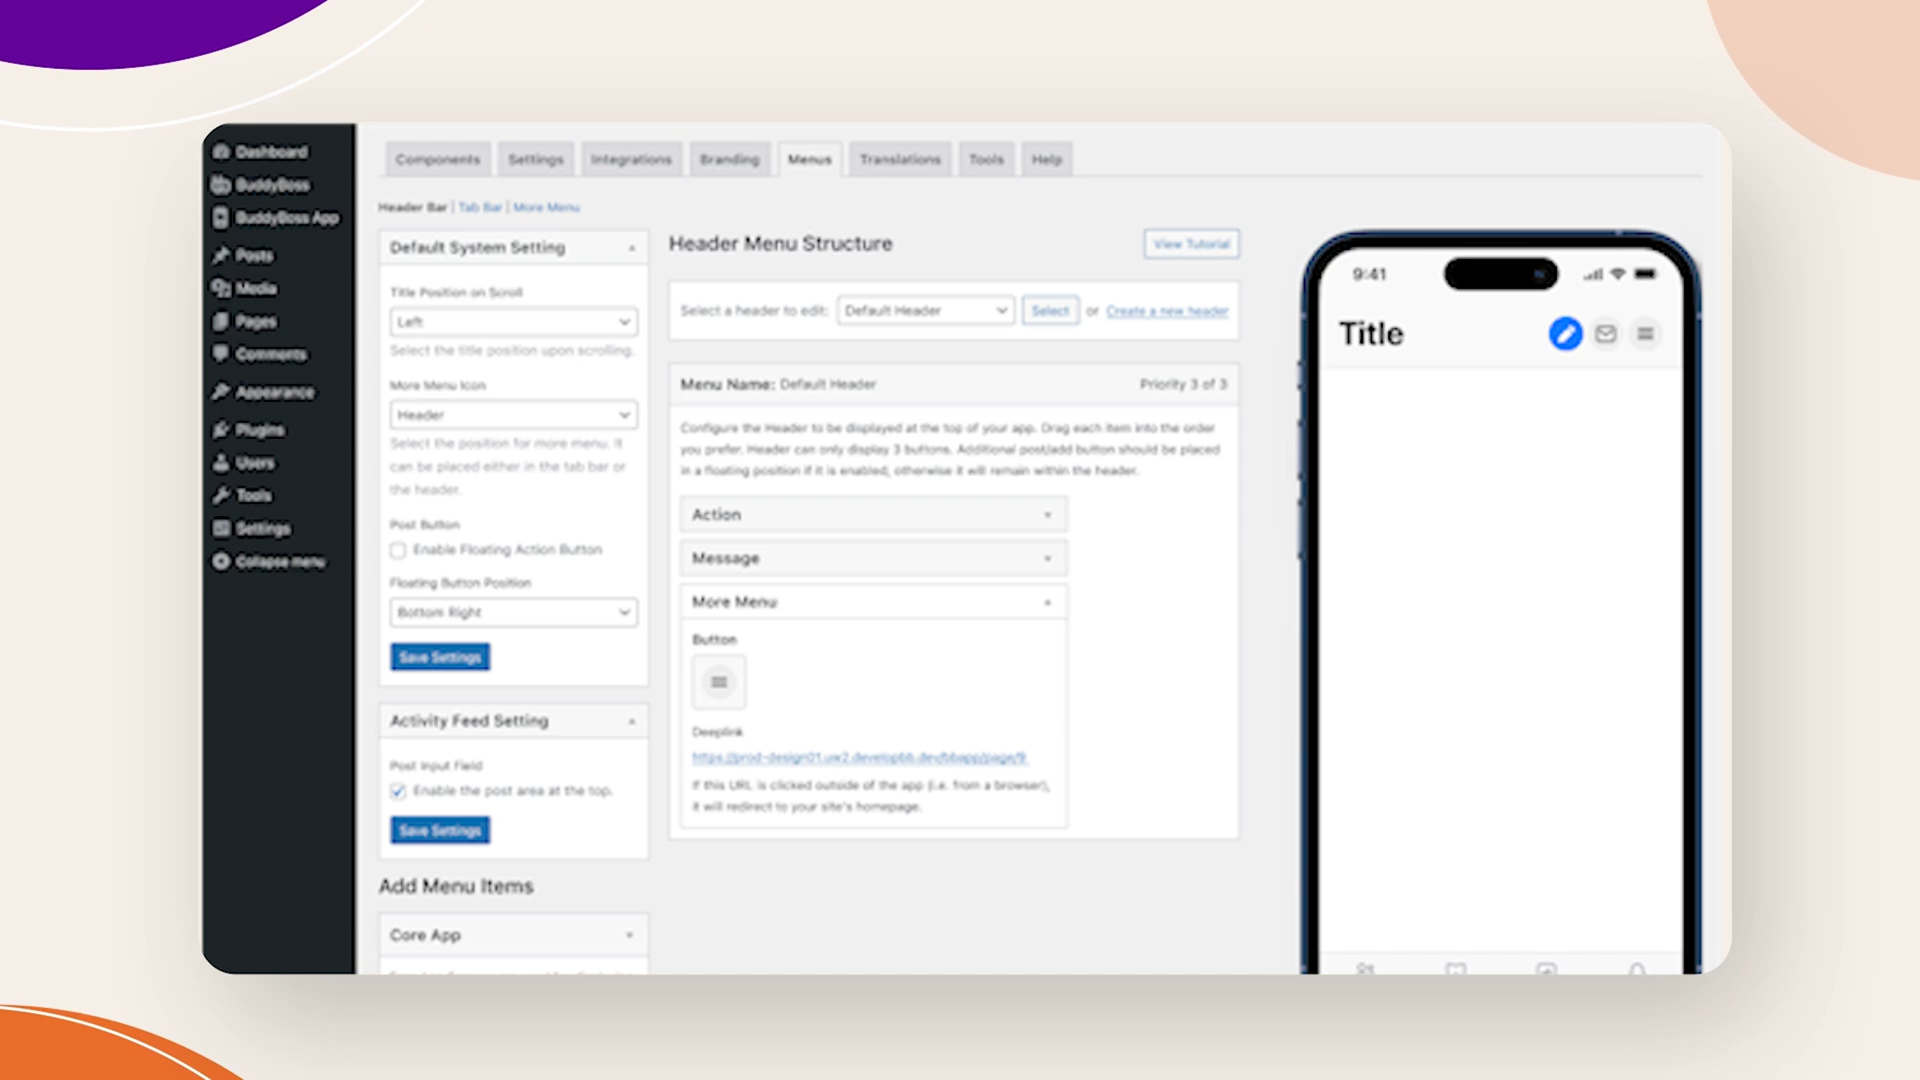 Dashboard
BuddyBoss
BuddyBoss App
Posts
Media
Pages
Comments
Appearance
Plugins
Users
Tools
Settings
Collapse menu
Components
Settings
Integrations
Branding
Menus
Translations
Tools
Help
Header Bar | Tab Bar | More Menu
Default System Setting
Title Position on Scroll
Left
Select the title position upon scrolling.
More Menu Icon
Header
Select the position for more menu. It
can be placed either in the tab bar or
the header.
Post Button
Enable Floating Action Button
Floating Button Position
Bottom Right
Save Settings
Activity Feed Setting
Post Input Field
Enable the post area at the top.
Save Settings
Add Menu Items
Core App
Header Menu Structure
View Tutorial
Select a header to edit: Default Header Select or Create a new header
Menu Name: Default Header
Priority 3 of 3
Configure the Header to be displayed at the top of your app. Drag each item into the order
you prefer. Header can only display 3 buttons. Additional post/add button should be placed
in a floating position if it is enabled, otherwise it will remain within the header.
Action
Message
More Menu
Button
Deeplink
https://prod-design01.uw2.developbb.dev/bbapp/page/9
If this URL is clicked outside of the app (i.e. from a browser),
it will redirect to your site's homepage.
9:41
Title